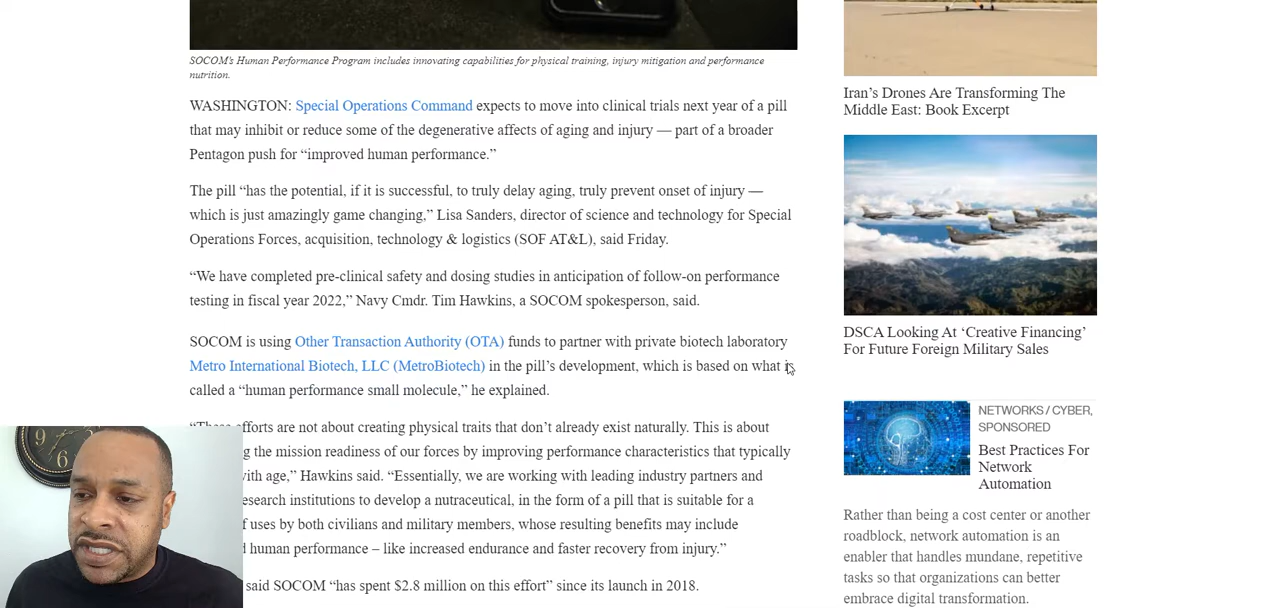 SOCOM's Human Performance Program includes innovating capabilities for physical training, injury mitigation and performance
nutrition.
WASHINGTON: Special Operations Command expects to move into clinical trials next year of a pill
that may inhibit or reduce some of the degenerative affects of aging and injury — part of a broader
Pentagon push for “improved human performance.”
The pill “has the potential, if it is successful, to truly delay aging, truly prevent onset of injury —
which is just amazingly game changing,” Lisa Sanders, director of science and technology for Special
Operations Forces, acquisition, technology & logistics (SOF AT&L), said Friday.
“We have completed pre-clinical safety and dosing studies in anticipation of follow-on performance
testing in fiscal year 2022,” Navy Cmdr. Tim Hawkins, a SOCOM spokesperson, said.
SOCOM is using Other Transaction Authority (OTA) funds to partner with private biotech laboratory
Metro International Biotech, LLC (MetroBiotech) in the pill's development, which is based on what is
called a “human performance small molecule,” he explained.
“These efforts are not about creating physical traits that don't already exist naturally. This is about
the mission readiness of our forces by improving performance characteristics that typically
with age,” Hawkins said. “Essentially, we are working with leading industry partners and
research institutions to develop a nutraceutical, in the form of a pill that is suitable for a
of uses by both civilians and military members, whose resulting benefits may include
human performance – like increased endurance and faster recovery from injury.”
said SOCOM “has spent $2.8 million on this effort” since its launch in 2018.
Iran's Drones Are Transforming The
Middle East: Book Excerpt
DSCA Looking At ‘Creative Financing’
For Future Foreign Military Sales
NETWORKS / CYBER,
SPONSORED
Best Practices For
Network
Automation
Rather than being a cost center or another
roadblock, network automation is an
enabler that handles mundane, repetitive
tasks so that organizations can better
embrace digital transformation.